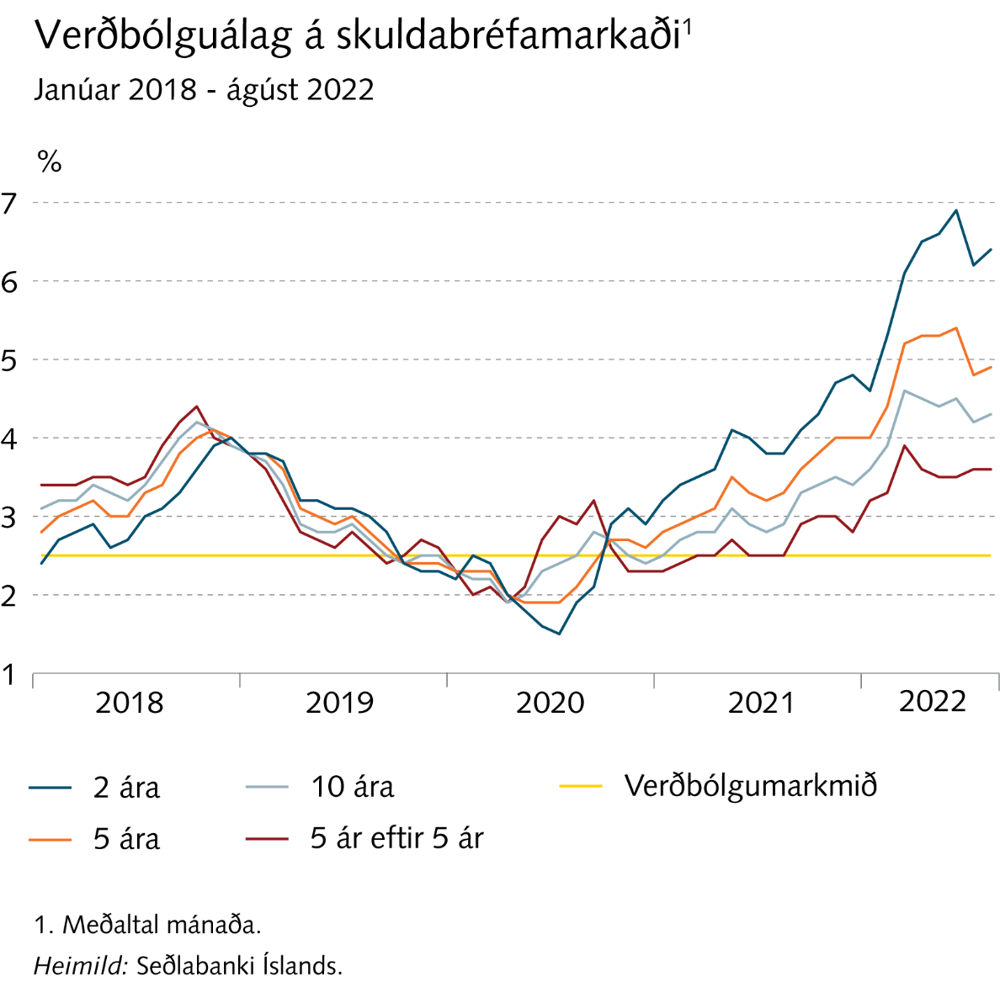 Verðbólguálag á skuldabréfamarkaði¹
Janúar 2018 - ágúst 2022
%
7
6
5
4
3
2
1
2018 2019 2020 2021 2022
2 ára 10 ára Verðbólgumarkmið
5 ára 5 ár eftir 5 ár
1. Meðaltal mánaða.
Heimild: Seðlabanki Íslands.